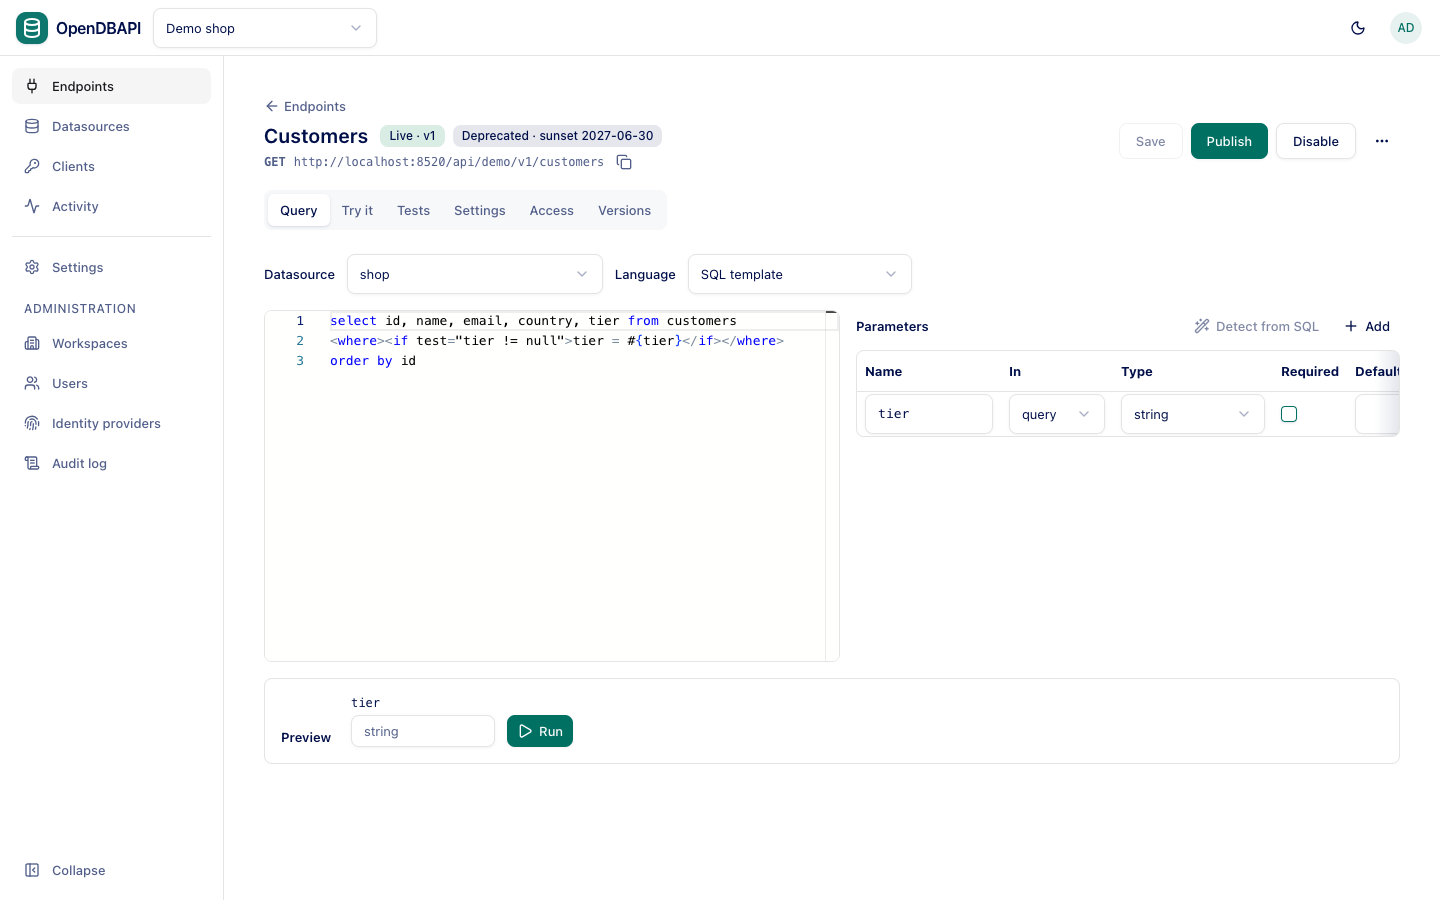 OpenDBAPI
Demo shop
AD
Endpoints
Datasources
Clients
Activity
Settings
ADMINISTRATION
Workspaces
Users
Identity providers
Audit log
Collapse
Endpoints
Customers
Live · v1
Deprecated · sunset 2027-06-30
GET http://localhost:8520/api/demo/v1/customers
Save
Publish
Disable
Query
Try it
Tests
Settings
Access
Versions
Datasource
shop
Language
SQL template
1 select id, name, email, country, tier from customers
2 <where><if test="tier != null">tier = #{tier}</if></where>
3 order by id
Parameters
Detect from SQL
Add
Name In Type Required Default
tier query string
tier
Preview
string
Run